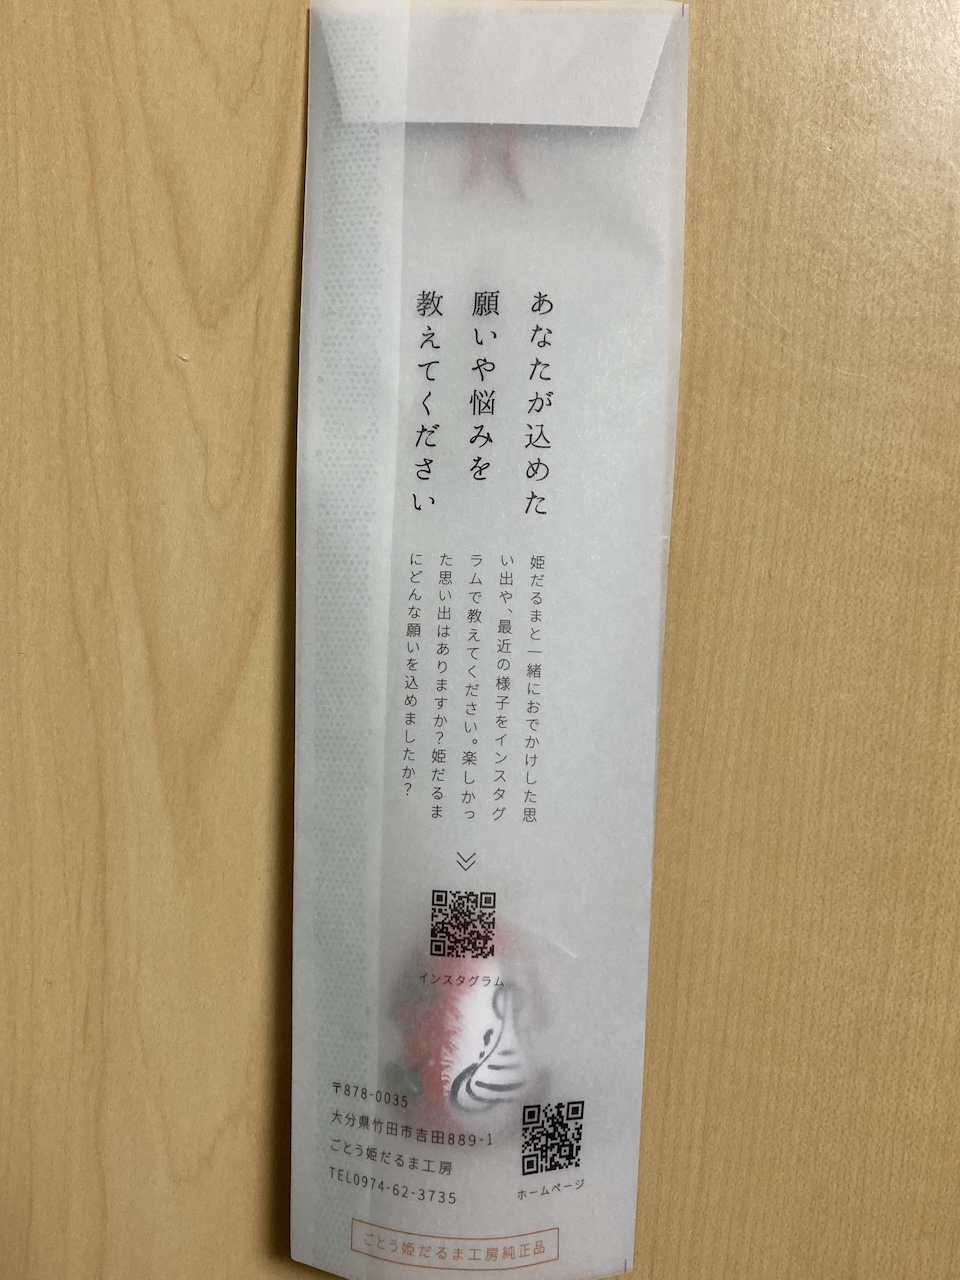 あなたが込めた
願いや悩みを
教えてください
姫だるまと一緒におでかけした思
い出や、最近の様子をインスタグ
ラムで教えてください。楽しかっ
た思い出はありますか?姫だるま
にどんな願いを込めましたか?
インスタグラム
〒878-0035
大分県竹田市吉田889-1
ごとう姫だるま工房
TEL0974-62-3735
ホームページ
ごとう姫だるま工房純正品